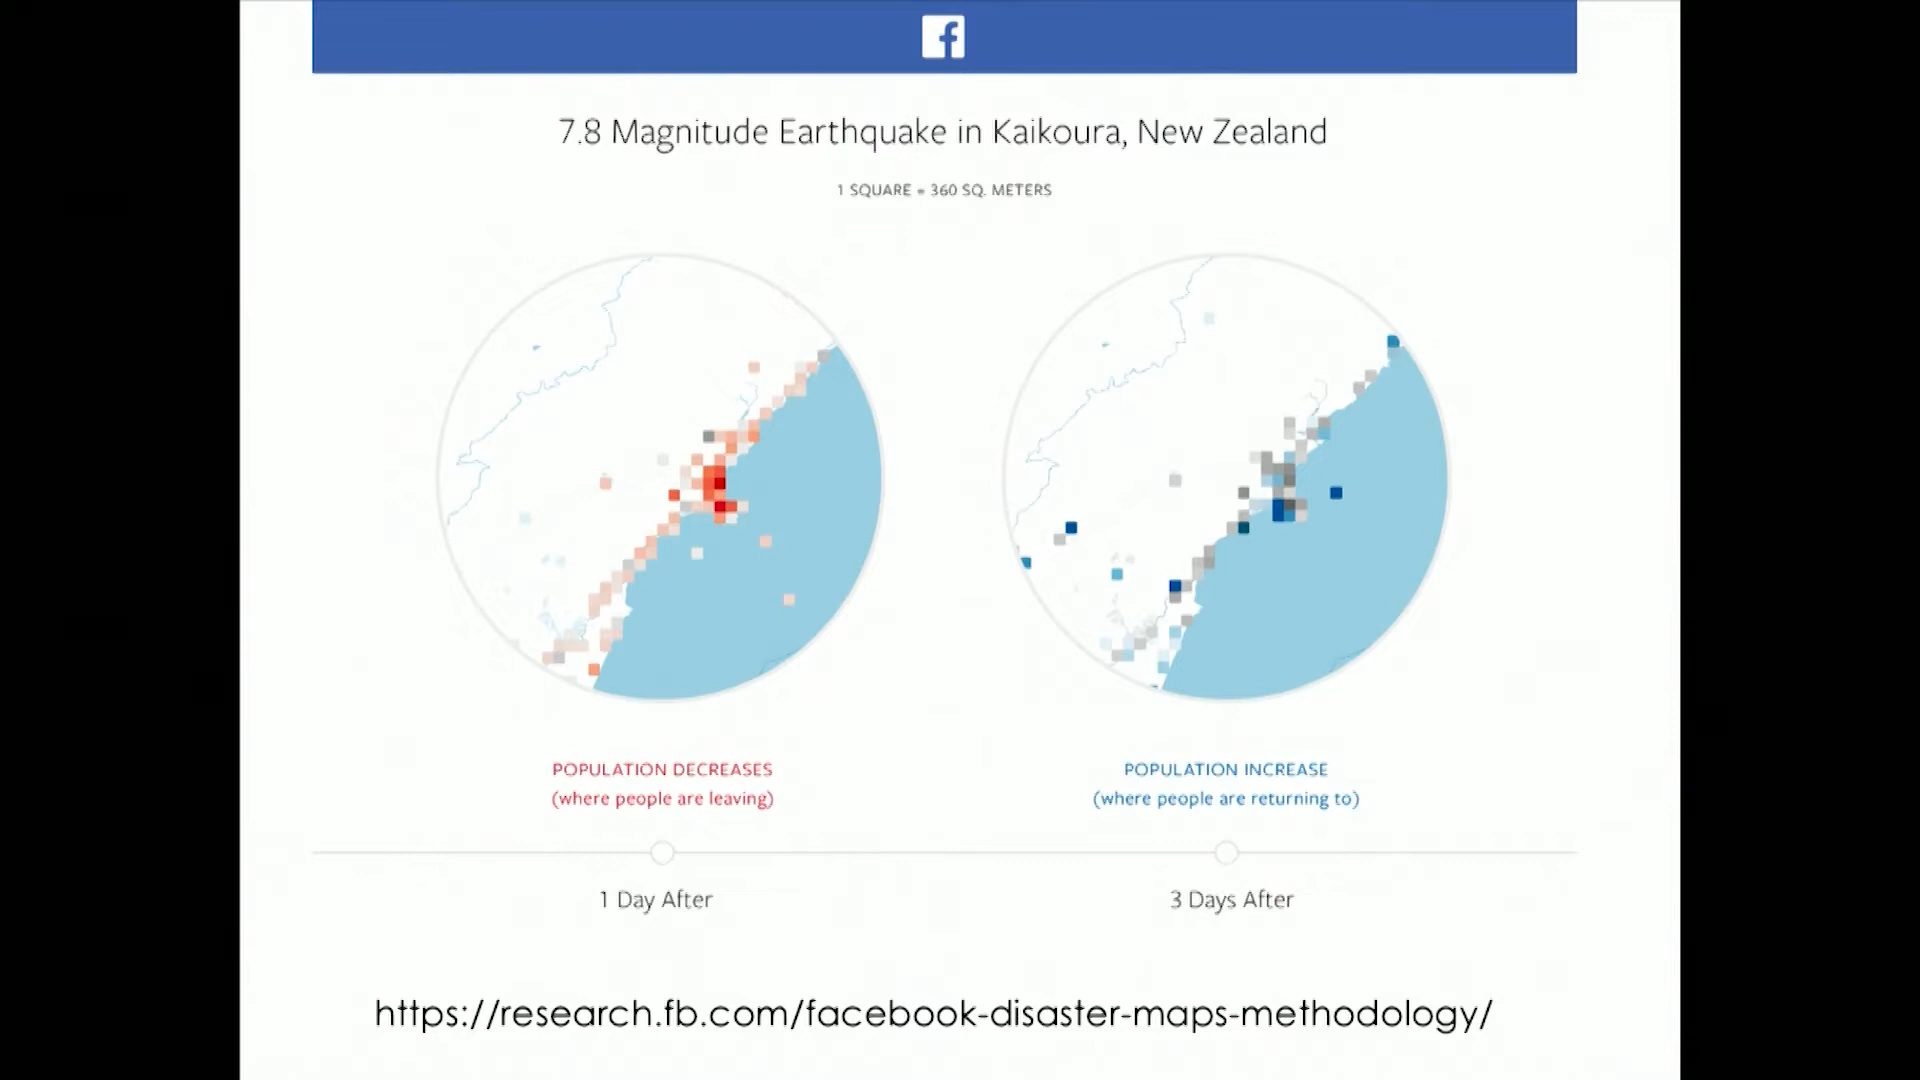 7.8 Magnitude Earthquake in Kaikoura, New Zealand
1 SQUARE = 360 SQ. METERS
POPULATION DECREASES
(where people are leaving)
POPULATION INCREASE
(where people are returning to)
1 Day After
3 Days After
https://research.fb.com/facebook-disaster-maps-methodology/